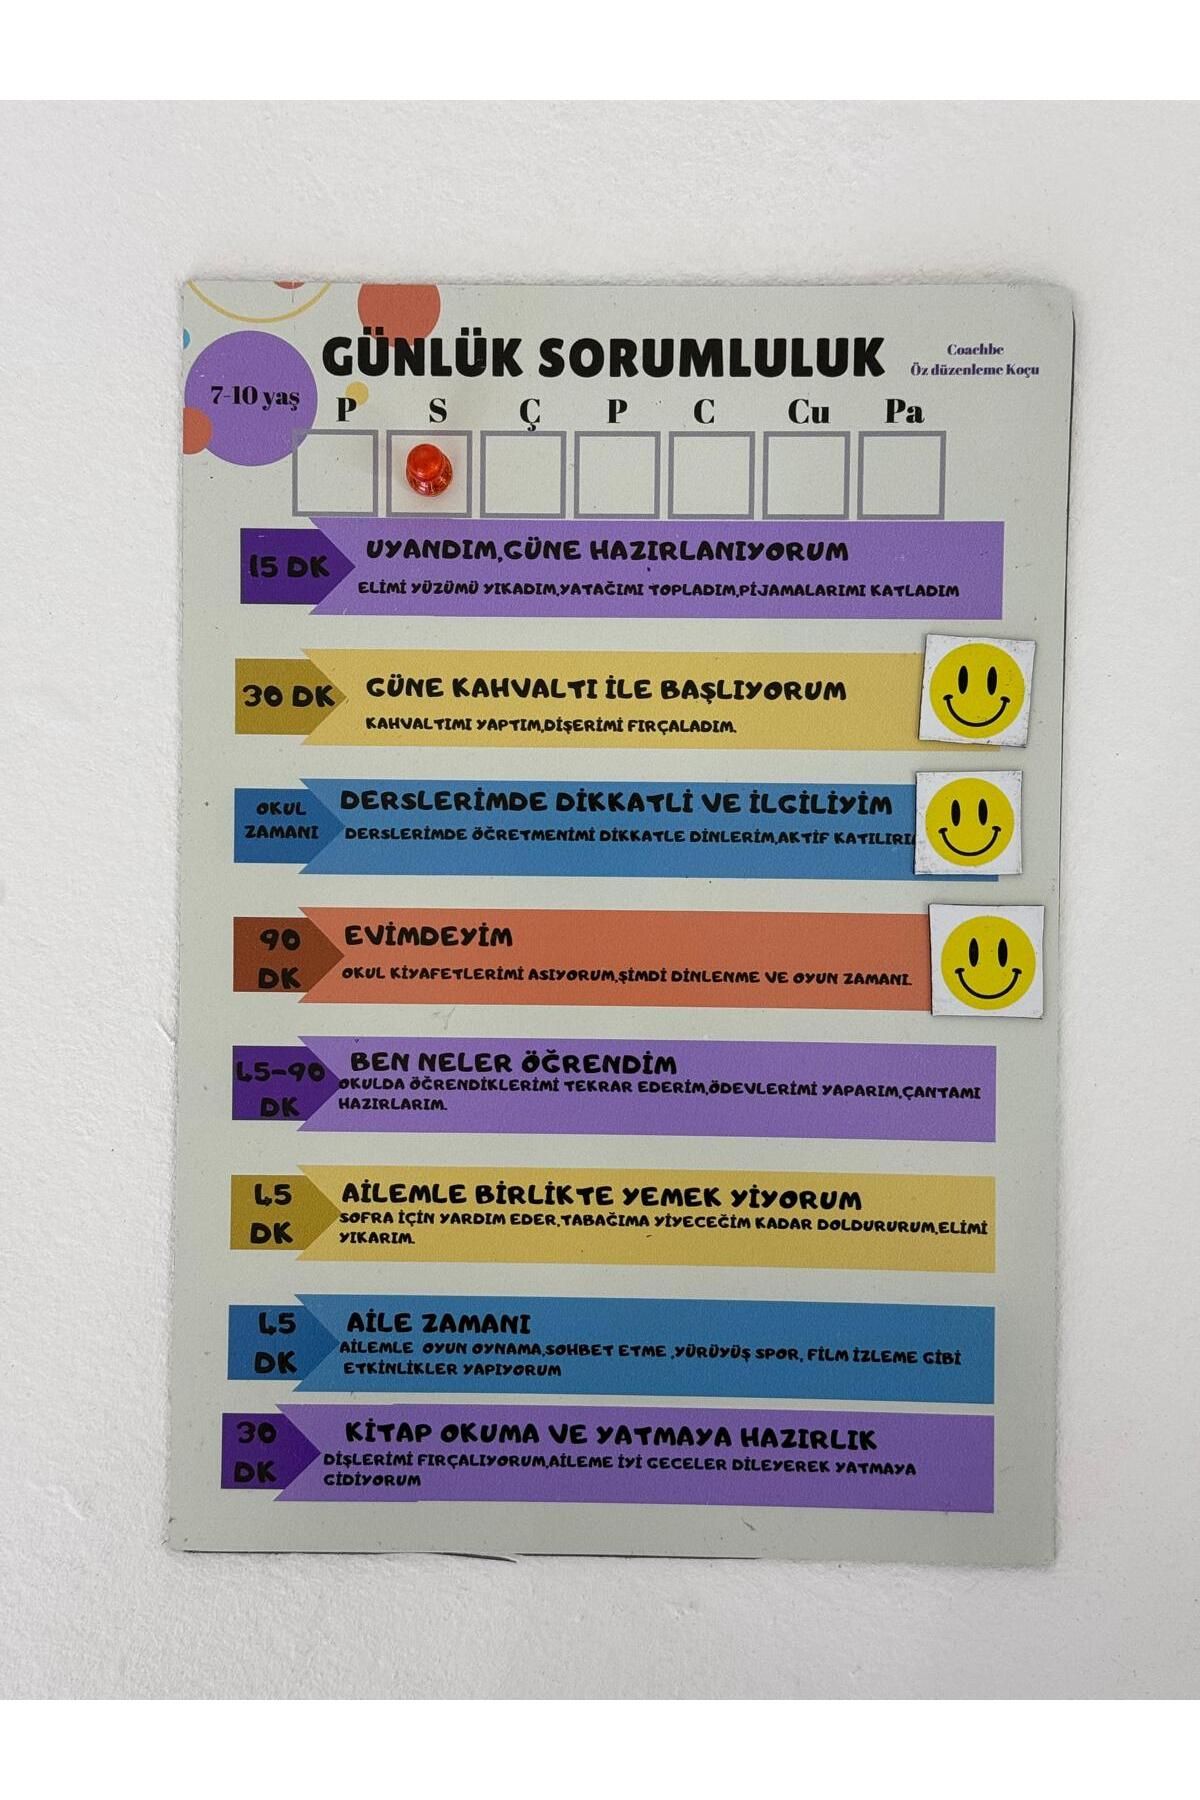 GÜNLÜK SORUMLULUK
Coachbe
Öz düzenleme Koçu
7-10 yaş
P S Ç P C Cu Pa
15 DK
UYANDIM,GÜNE HAZIRLANIYORUM
ELİMİ YÜZÜMÜ YIKADIM,YATAĞIMI TOPLADIM,PİJAMALARIMI KATLADIM
30 DK
GÜNE KAHVALTI İLE BAŞLIYORUM
KAHVALTIMI YAPTIM,DİŞERİMİ FIRÇALADIM.
OKUL
ZAMANI
DERSLERİMDE DİKKATLİ VE İLGİLİYİM
DERSLERİMDE ÖĞRETMENİMİ DİKKATLE DİNLERİM,AKTİF
90
DK
EVİMDEYİM
OKUL KİYAFETLERİMİ ASIYORUM,ŞİMDİ DİNLENME VE OYUN ZAMANI.
45-90
DK
BEN NELER ÖĞRENDİM
OKULDA ÖĞRENDİKLERİMİ TEKRAR EDERİM,ÖDEVLERİMİ YAPARIM,ÇANTAMI
HAZIRLARIM.
45
DK
AİLEMLE BİRLİKTE YEMEK YİYORUM
SOFRA İÇİN YARDIM EDER,TABAĞIMA YİYECEĞİM KADAR DOLDURURUM,ELİMİ
YIKARIM.
45
DK
AİLE ZAMANI
AİLEMLE OYUN OYNAMA,SOHBET ETME ,YÜRÜYÜŞ SPOR, FİLM İZLEME GİBİ
ETKİNLİKLER YAPIYORUM
30
DK
KİTAP OKUMA VE YATMAYA HAZIRLIK
DİŞLERİMİ FIRÇALIYORUM,AİLEME İYİ GECELER DİLEYEREK YATMAYA
GİDİYORUM